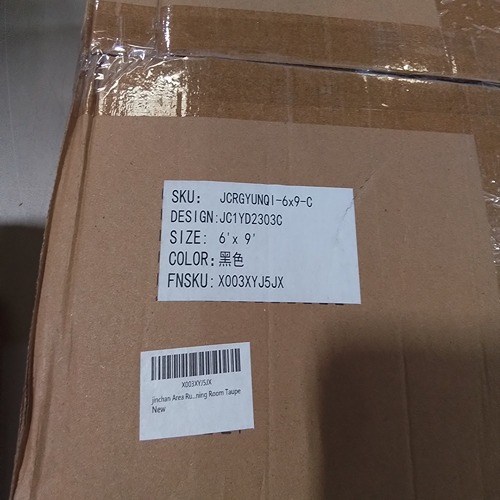 SKU: JCRGYUNQI-6x9-C
DESIGN:JC1YD2303C
SIZE: 6'x 9'
COLOR:黑色
FNSKU: X003XYJ5JX
X003XYJ5JX
jinchan Area Ru...ning Room Taupe
New